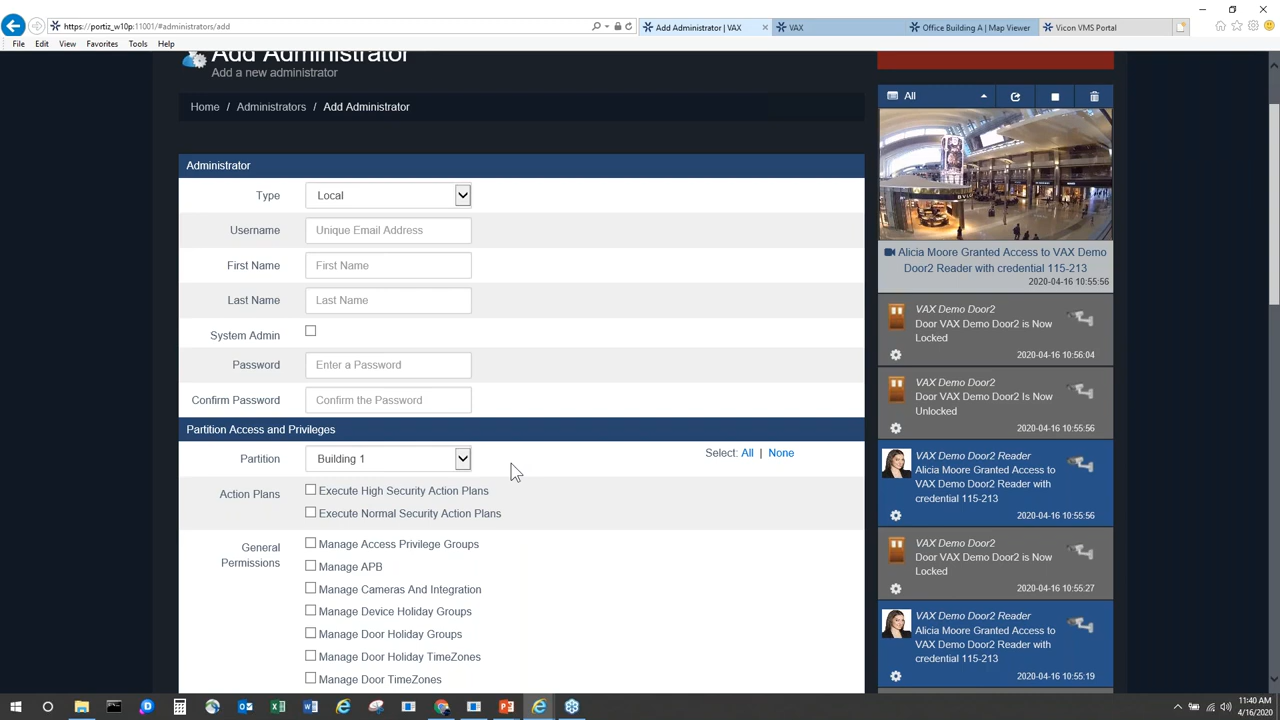 https://portiz_w10p:11001/#administrators/add
Add Administrator | VAX
VAX
Office Building A | Map Viewer
Vicon VMS Portal
File Edit View Favorites Tools Help
Add Administrator
Add a new administrator
Home / Administrators / Add Administrator
Administrator
Type Local
Username Unique Email Address
First Name First Name
Last Name Last Name
System Admin
Password Enter a Password
Confirm Password Confirm the Password
Partition Access and Privileges
Partition Building 1 Select: All | None
Action Plans Execute High Security Action Plans
Execute Normal Security Action Plans
General Permissions Manage Access Privilege Groups
Manage APB
Manage Cameras And Integration
Manage Device Holiday Groups
Manage Door Holiday Groups
Manage Door Holiday TimeZones
Manage Door TimeZones
All
Alicia Moore Granted Access to VAX Demo
Door2 Reader with credential 115-213
2020-04-16 10:55:56
VAX Demo Door2
Door VAX Demo Door2 is Now
Locked
2020-04-16 10:56:04
VAX Demo Door2
Door VAX Demo Door2 Is Now
Unlocked
2020-04-16 10:55:56
VAX Demo Door2 Reader
Alicia Moore Granted Access to
VAX Demo Door2 Reader with
credential 115-213
2020-04-16 10:55:56
VAX Demo Door2
Door VAX Demo Door2 is Now
Locked
2020-04-16 10:55:27
VAX Demo Door2 Reader
Alicia Moore Granted Access to
VAX Demo Door2 Reader with
credential 115-213
2020-04-16 10:55:19
11:40 AM
4/16/2020